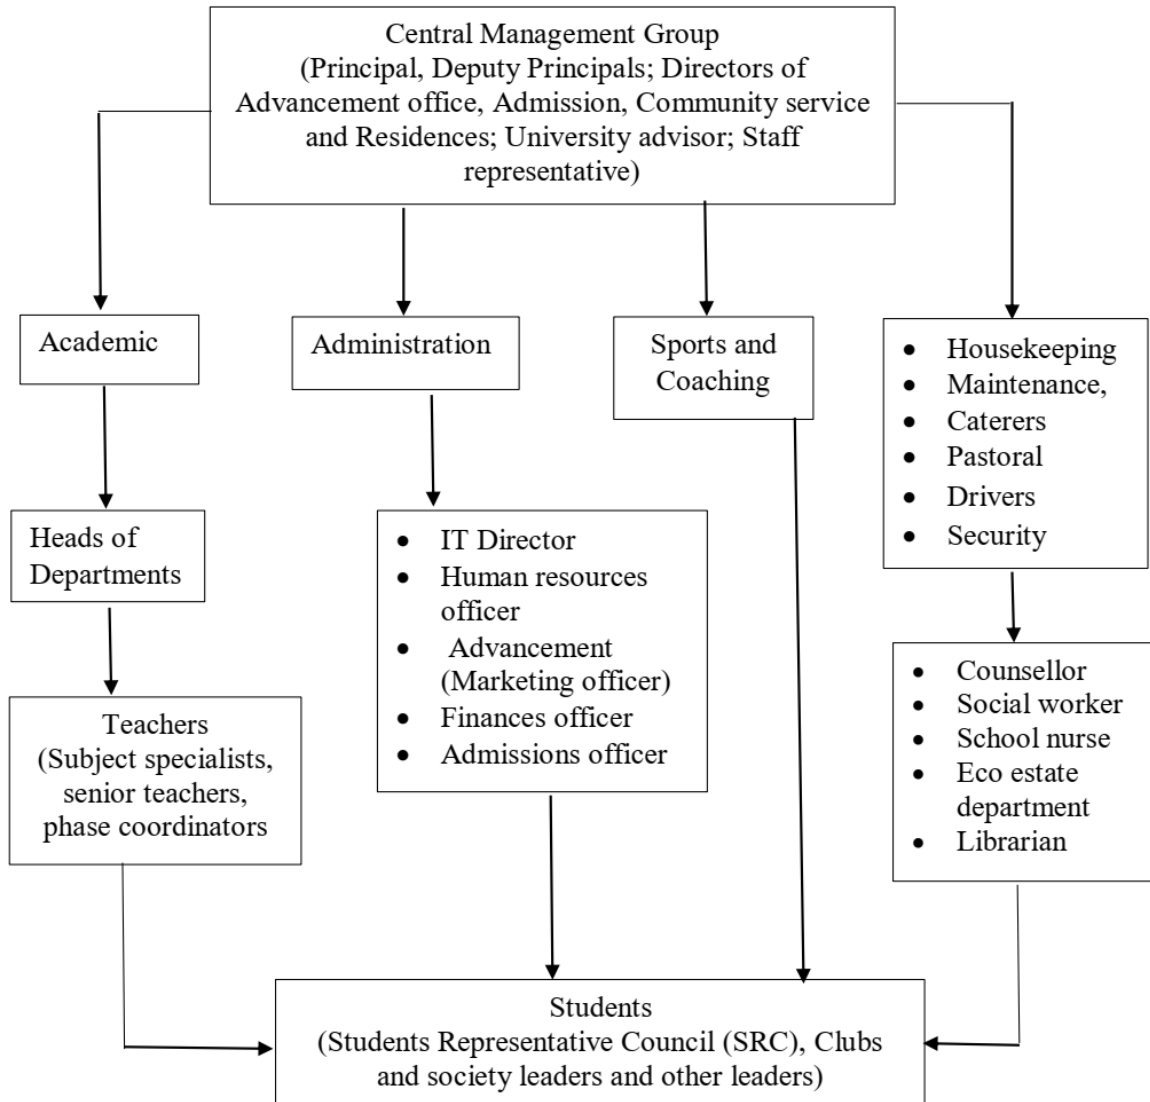 Central Management Group
(Principal, Deputy Principals; Directors of
Advancement office, Admission, Community service
and Residences; University advisor; Staff
representative)
Academic
Administration
Sports and
Coaching
• Housekeeping
• Maintenance,
• Caterers
• Pastoral
• Drivers
• Security
Heads of
Departments
• IT Director
• Human resources
officer
• Advancement
(Marketing officer)
• Finances officer
• Admissions officer
• Counsellor
• Social worker
• School nurse
• Eco estate
department
• Librarian
Teachers
(Subject specialists,
senior teachers,
phase coordinators
Students
(Students Representative Council (SRC), Clubs
and society leaders and other leaders)